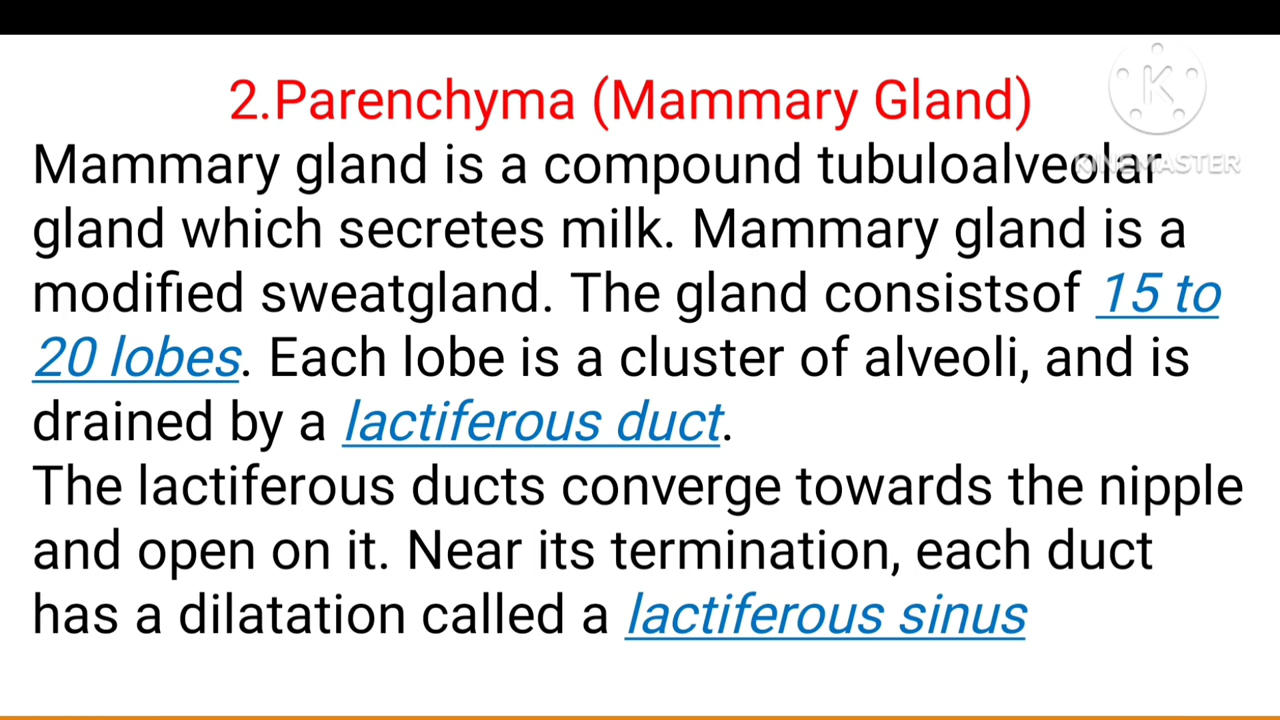 2.Parenchyma (Mammary Gland)
Mammary gland is a compound tubuloalveolar
gland which secretes milk. Mammary gland is a
modified sweatgland. The gland consistsof 15 to
20 lobes. Each lobe is a cluster of alveoli, and is
drained by a lactiferous duct.
The lactiferous ducts converge towards the nipple
and open on it. Near its termination, each duct
has a dilatation called a lactiferous sinus
K
KINEMASTER